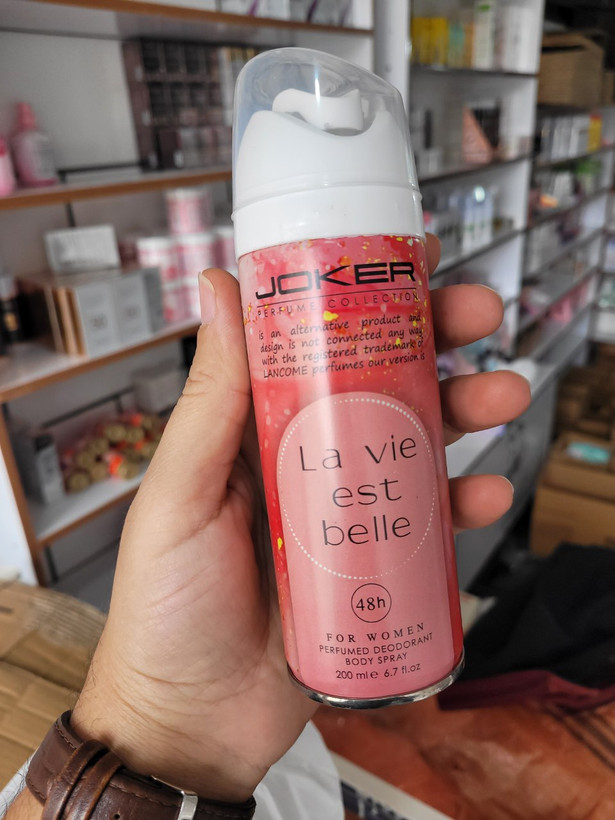 JOKER
PERFUME COLLECTION
is an alternative product and
design is not connected any way
with the registered trademark of
LANCOME perfumes our version is
La vie
est
belle
48h
FOR WOMEN
PERFUMED DEODORANT
BODY SPRAY
200 ml e 6.7 fl.oz